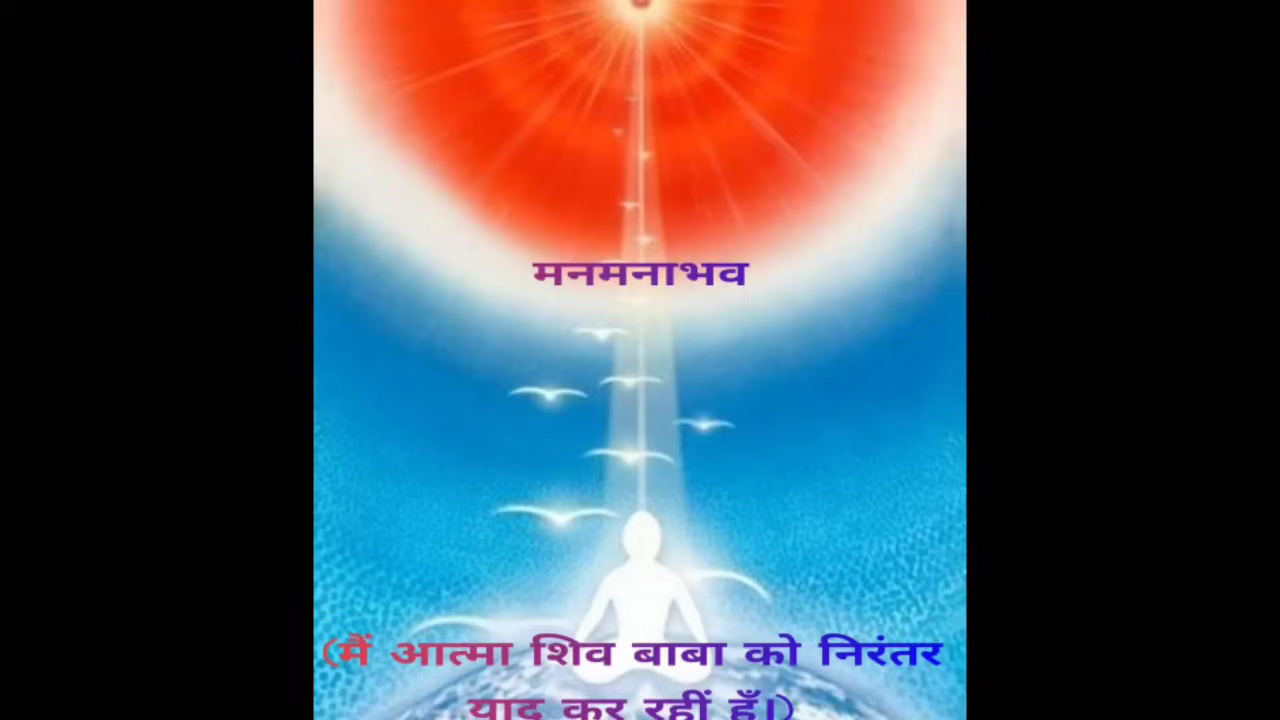 मनमनाभव
(मैं आत्मा शिव बाबा को निरंतर
याद कर रहीं हूँ।)